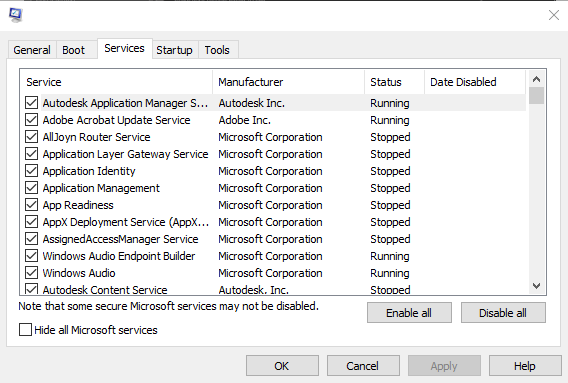 General Boot Services Startup Tools
Service Manufacturer Status Date Disabled
Autodesk Application Manager S... Autodesk Inc. Running
Adobe Acrobat Update Service Adobe Inc. Running
AllJoyn Router Service Microsoft Corporation Stopped
Application Layer Gateway Service Microsoft Corporation Stopped
Application Identity Microsoft Corporation Stopped
Application Management Microsoft Corporation Stopped
App Readiness Microsoft Corporation Stopped
AppX Deployment Service (AppX... Microsoft Corporation Stopped
AssignedAccessManager Service Microsoft Corporation Stopped
Windows Audio Endpoint Builder Microsoft Corporation Running
Windows Audio Microsoft Corporation Running
Autodesk Content Service Autodesk, Inc. Stopped
Note that some secure Microsoft services may not be disabled.
Enable all Disable all
Hide all Microsoft services
OK Cancel Apply Help